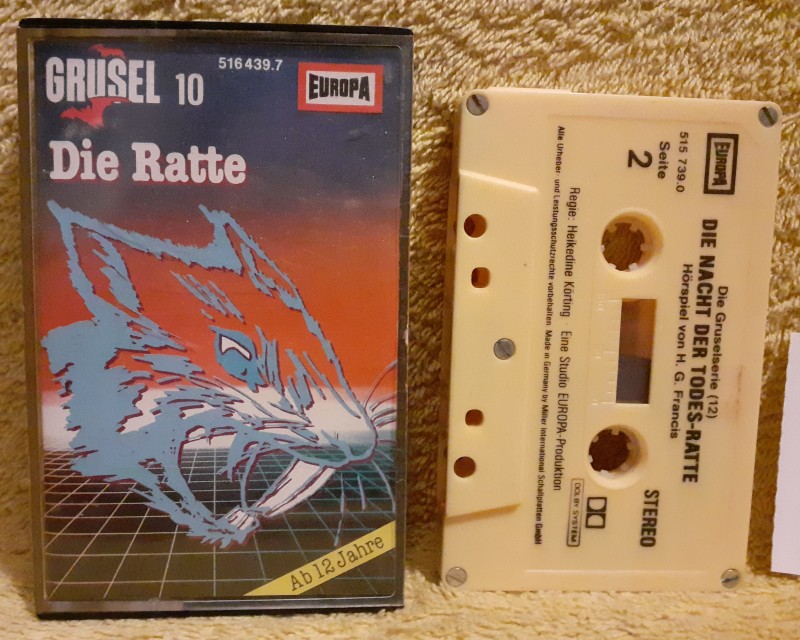 GRUSEL 10
516 439.7
EUROPA
Die Ratte
Ab 12 Jahre
EUROPA
515 739.0
Seite
2
Die Gruselserie (12)
DIE NACHT DER TODES-RATTE
Hörspiel von H. G. Francis
STEREO
DOLBY SYSTEM
Regie: Heikedine Körting · Eine Studio EUROPA-Produktion
Alle Urheber- und Leistungsschutzrechte vorbehalten. Made in Germany by Miller International Schallplatten GmbH